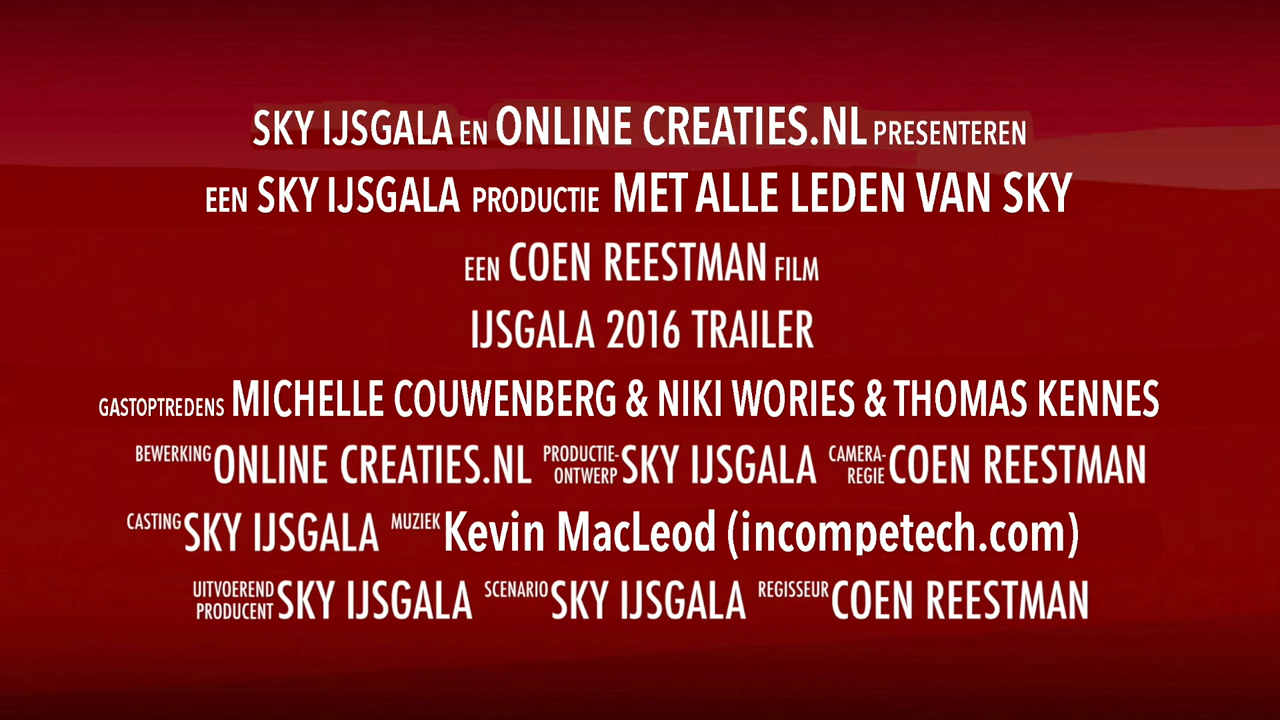 SKY IJSGALA EN ONLINE CREATIES.NL PRESENTEREN
EEN SKY IJSGALA PRODUCTIE MET ALLE LEDEN VAN SKY
EEN COEN REESTMAN FILM
IJSGALA 2016 TRAILER
GASTOPTREDENS MICHELLE COUWENBERG & NIKI WORIES & THOMAS KENNES
BEWERKING ONLINE CREATIES.NL PRODUCTIE-ONTWERP SKY IJSGALA CAMERA-REGIE COEN REESTMAN
CASTING SKY IJSGALA MUZIEK Kevin MacLeod (incompetech.com)
UITVOEREND PRODUCENT SKY IJSGALA SCENARIO SKY IJSGALA REGISSEUR COEN REESTMAN